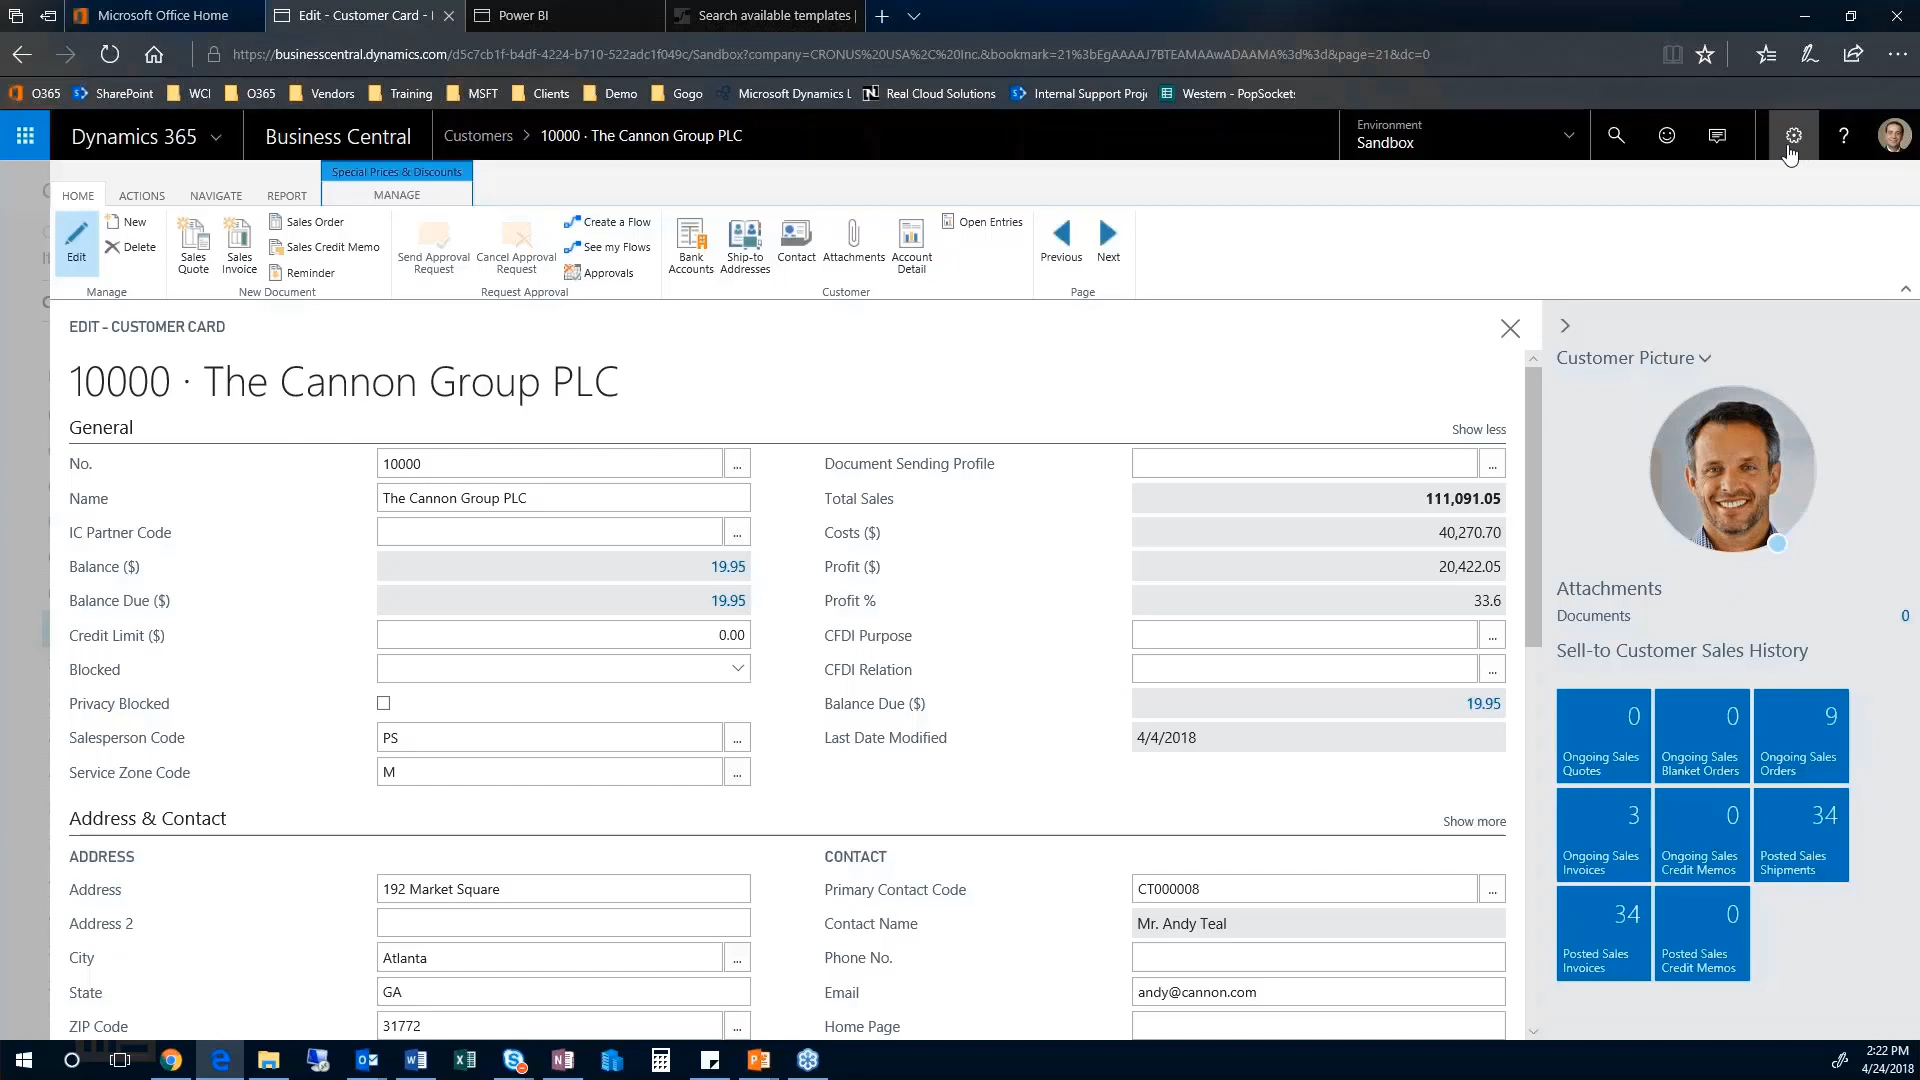 Microsoft Office Home
Edit - Customer Card - I
Power BI
Search available templates |
https://businesscentral.dynamics.com/d5c7cb1f-b4df-4224-b710-522adc1f049c/Sandbox?company=CRONUS%20USA%2C%20Inc.&bookmark=21%3bEgAAAAJ7BTEAMAAwADAAMA%3d%3d&page=21&dc=0
O365 SharePoint WCI O365 Vendors Training MSFT Clients Demo Gogo Microsoft Dynamics L Real Cloud Solutions Internal Support Proj Western - PopSockets
Dynamics 365
Business Central
Customers > 10000 · The Cannon Group PLC
Environment
Sandbox
?
Special Prices & Discounts
HOME ACTIONS NAVIGATE REPORT MANAGE
Edit
New
Delete
Manage
Sales Quote
Sales Invoice
Sales Order
Sales Credit Memo
Reminder
New Document
Send Approval Request
Cancel Approval Request
Create a Flow
See my Flows
Approvals
Request Approval
Bank Accounts
Ship-to Addresses
Contact
Attachments
Account Detail
Open Entries
Customer
Previous
Next
Page
EDIT - CUSTOMER CARD
10000 · The Cannon Group PLC
General
Show less
No. 10000 ...
Name The Cannon Group PLC
IC Partner Code ...
Balance ($) 19.95
Balance Due ($) 19.95
Credit Limit ($) 0.00
Blocked
Privacy Blocked
Salesperson Code PS ...
Service Zone Code M ...
Document Sending Profile ...
Total Sales 111,091.05
Costs ($) 40,270.70
Profit ($) 20,422.05
Profit % 33.6
CFDI Purpose ...
CFDI Relation ...
Balance Due ($) 19.95
Last Date Modified 4/4/2018
Address & Contact
Show more
ADDRESS
Address 192 Market Square
Address 2
City Atlanta ...
State GA
ZIP Code 31772 ...
CONTACT
Primary Contact Code CT000008 ...
Contact Name Mr. Andy Teal
Phone No.
Email andy@cannon.com
Home Page
Customer Picture
Attachments
Documents 0
Sell-to Customer Sales History
0 Ongoing Sales Quotes
0 Ongoing Sales Blanket Orders
9 Ongoing Sales Orders
3 Ongoing Sales Invoices
0 Ongoing Sales Credit Memos
34 Posted Sales Shipments
34 Posted Sales Invoices
0 Posted Sales Credit Memos
2:22 PM
4/24/2018